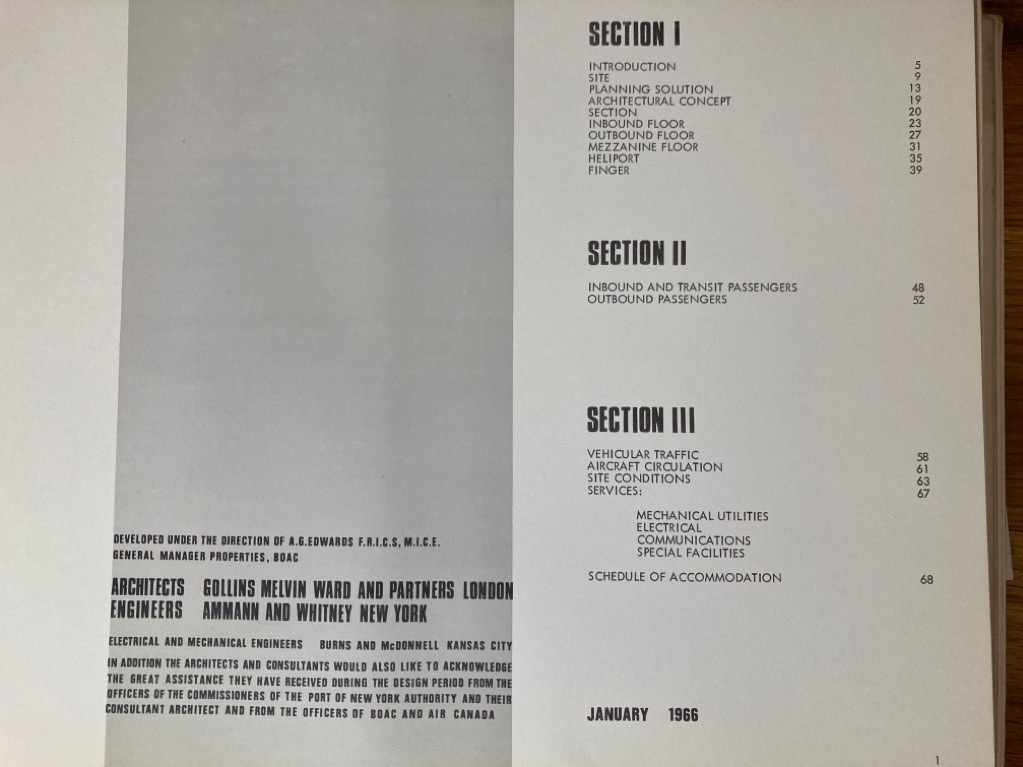 DEVELOPED UNDER THE DIRECTION OF A.G.EDWARDS F.R.I.C.S, M.I.C.E.
GENERAL MANAGER PROPERTIES, BOAC
ARCHITECTS GOLLINS MELVIN WARD AND PARTNERS LONDON
ENGINEERS AMMANN AND WHITNEY NEW YORK
ELECTRICAL AND MECHANICAL ENGINEERS BURNS AND McDONNELL KANSAS CITY
IN ADDITION THE ARCHITECTS AND CONSULTANTS WOULD ALSO LIKE TO ACKNOWLEDGE
THE GREAT ASSISTANCE THEY HAVE RECEIVED DURING THE DESIGN PERIOD FROM THE
OFFICERS OF THE COMMISSIONERS OF THE PORT OF NEW YORK AUTHORITY AND THEIR
CONSULTANT ARCHITECT AND FROM THE OFFICERS OF BOAC AND AIR CANADA
SECTION I
INTRODUCTION 5
SITE 9
PLANNING SOLUTION 13
ARCHITECTURAL CONCEPT 19
SECTION 20
INBOUND FLOOR 23
OUTBOUND FLOOR 27
MEZZANINE FLOOR 31
HELIPORT 35
FINGER 39
SECTION II
INBOUND AND TRANSIT PASSENGERS 48
OUTBOUND PASSENGERS 52
SECTION III
VEHICULAR TRAFFIC 58
AIRCRAFT CIRCULATION 61
SITE CONDITIONS 63
SERVICES: 67
MECHANICAL UTILITIES
ELECTRICAL
COMMUNICATIONS
SPECIAL FACILITIES
SCHEDULE OF ACCOMMODATION 68
JANUARY 1966
1